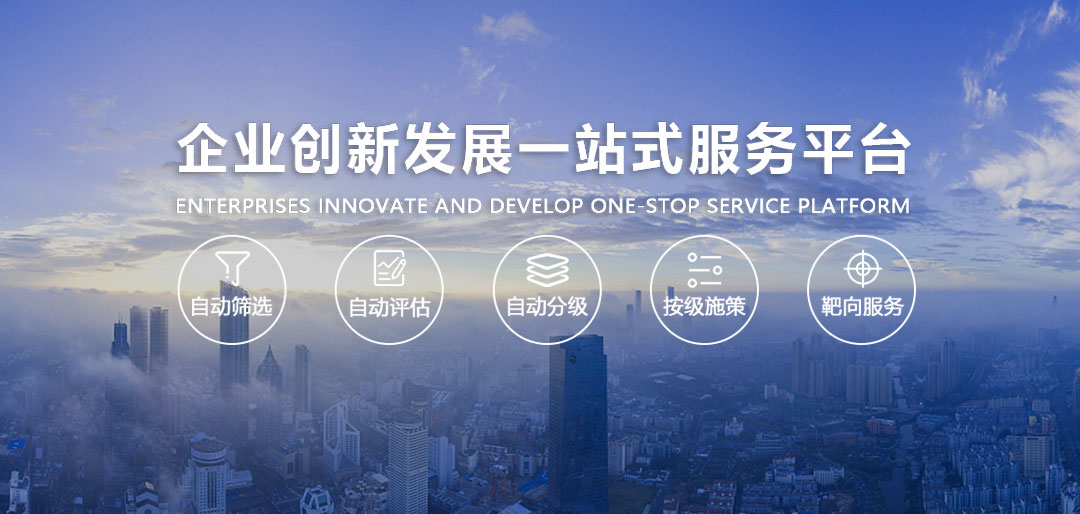 企业创新发展一站式服务平台
ENTERPRISES INNOVATE AND DEVELOP ONE-STOP SERVICE PLATFORM
自动筛选
自动评估
自动分级
按级施策
靶向服务